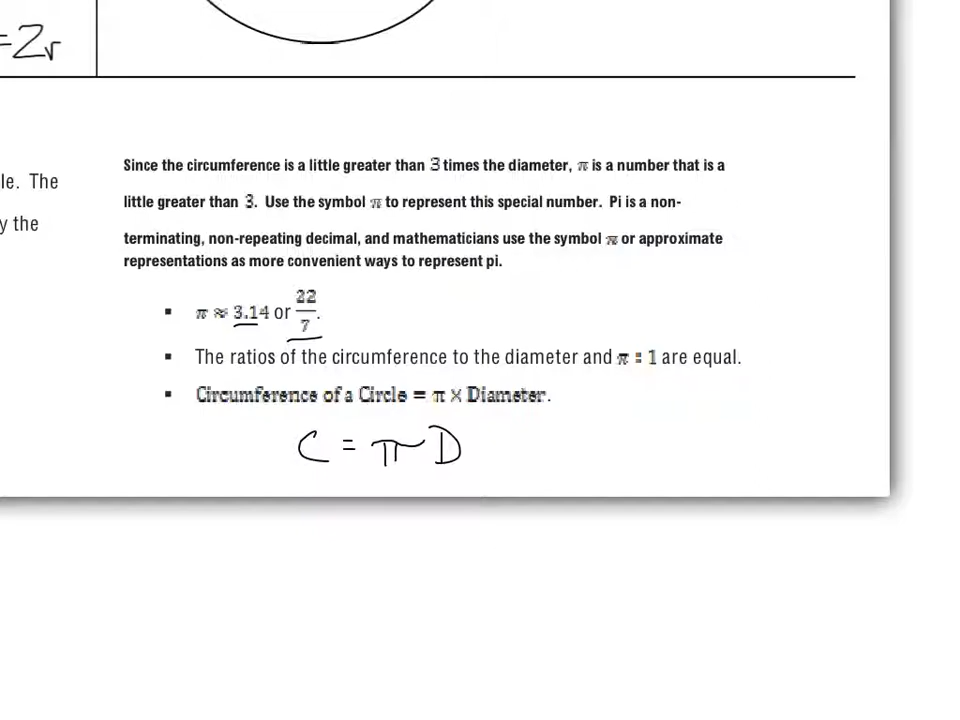 =2r
Since the circumference is a little greater than 3 times the diameter, π is a number that is a
le. The
little greater than 3. Use the symbol π to represent this special number. Pi is a non-
y the
terminating, non-repeating decimal, and mathematicians use the symbol π or approximate
representations as more convenient ways to represent pi.
▪ π ≈ 3.14 or 22/7.
▪ The ratios of the circumference to the diameter and π : 1 are equal.
▪ Circumference of a Circle = π × Diameter.
C = πD